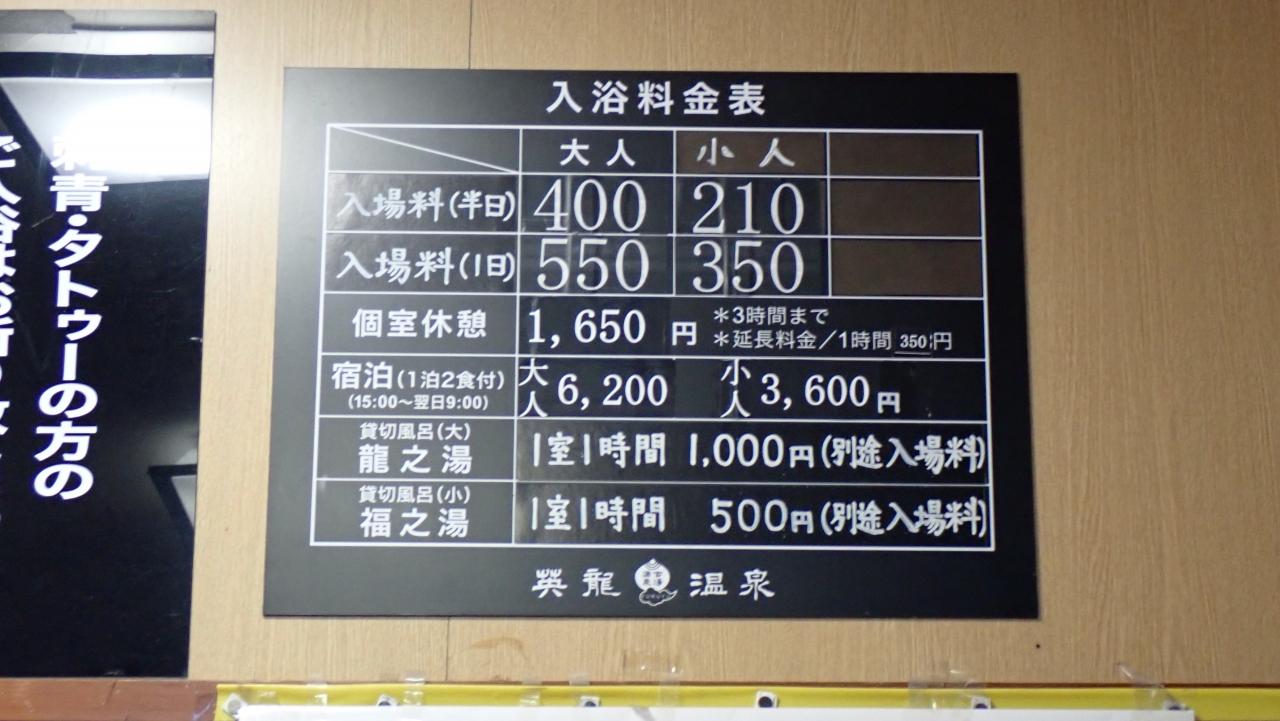 刺青・タトゥーの方の
入浴料金表
大人 小人
入場料(半日) 400 210
入場料(1日) 550 350
個室休憩 1,650 円 *3時間まで
*延長料金/1時間 350円
宿泊(1泊2食付) 大人 6,200 小人 3,600円
(15:00~翌日9:00)
貸切風呂(大)
龍之湯 1室1時間 1,000円(別途入場料)
貸切風呂(小)
福之湯 1室1時間 500円(別途入場料)
英龍 温泉